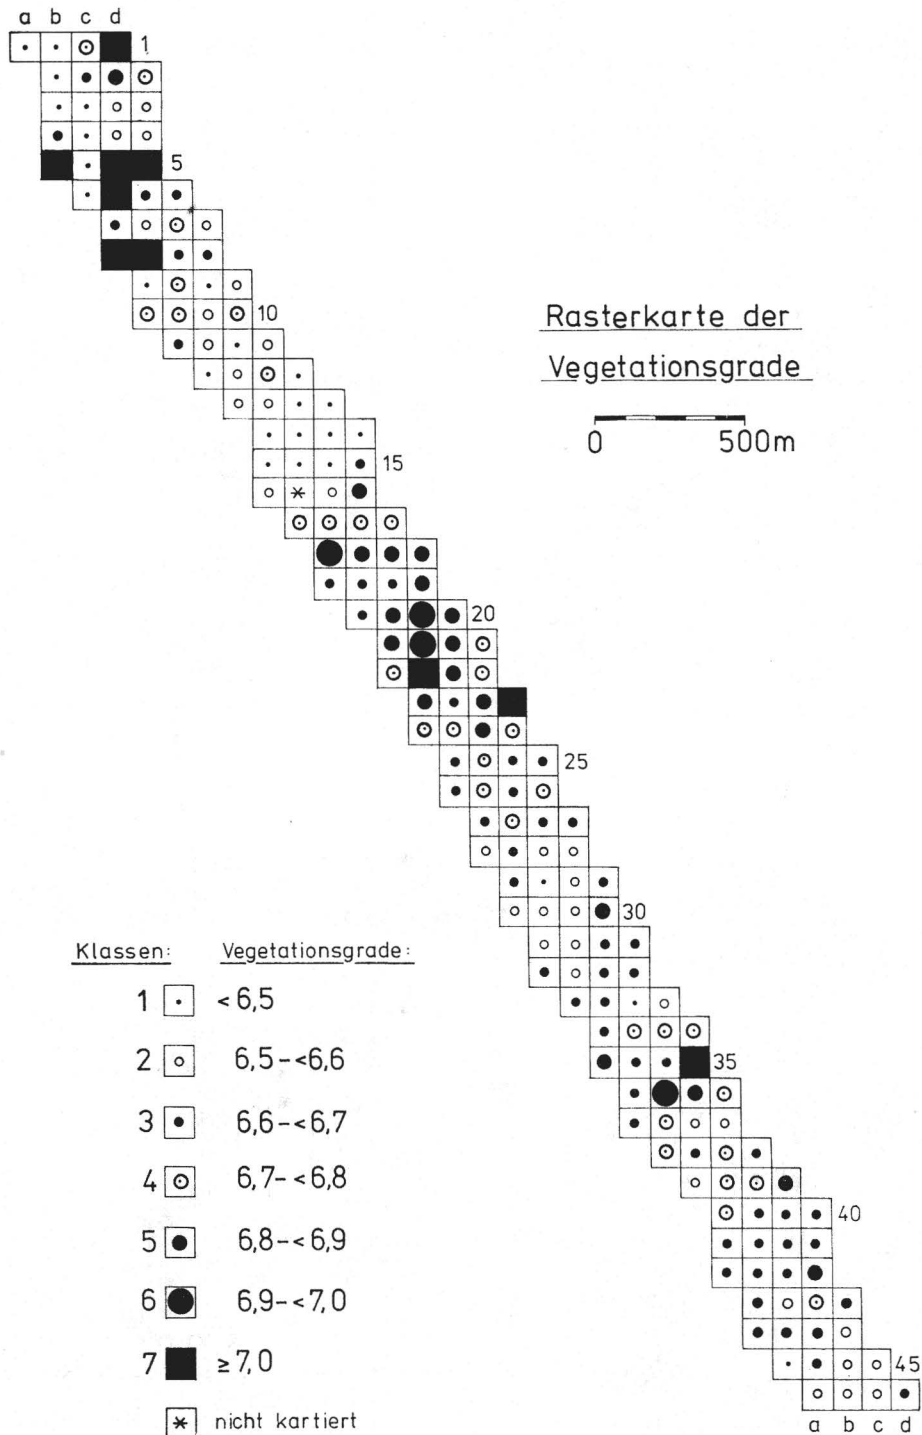 a b c d
1
5
10
Rasterkarte der
Vegetationsgrade
0 500m
15
20
25
30
Klassen: Vegetationsgrade:
1 < 6,5
2 6,5-<6,6
3 6,6-<6,7
4 6,7-<6,8
5 6,8-<6,9
6 6,9-<7,0
7 ≥ 7,0
* nicht kartiert
35
40
45
a b c d